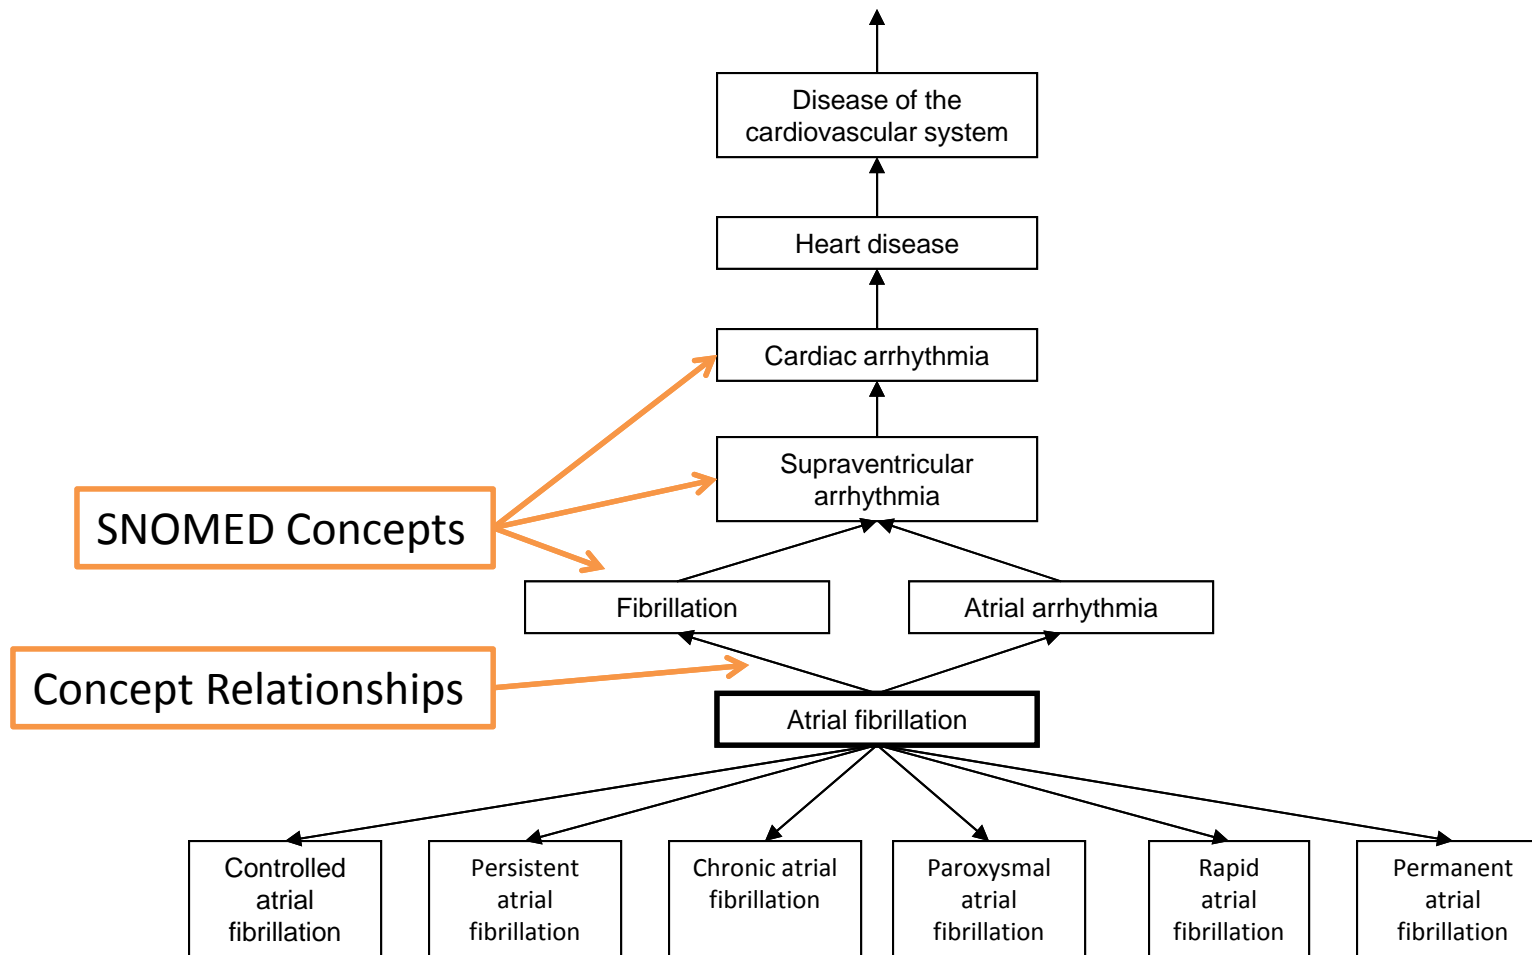 Disease of the
cardiovascular system
Heart disease
Cardiac arrhythmia
Supraventricular
arrhythmia
SNOMED Concepts
Fibrillation
Atrial arrhythmia
Concept Relationships
Atrial fibrillation
Controlled
atrial
fibrillation
Persistent
atrial
fibrillation
Chronic atrial
fibrillation
Paroxysmal
atrial
fibrillation
Rapid
atrial
fibrillation
Permanent
atrial
fibrillation